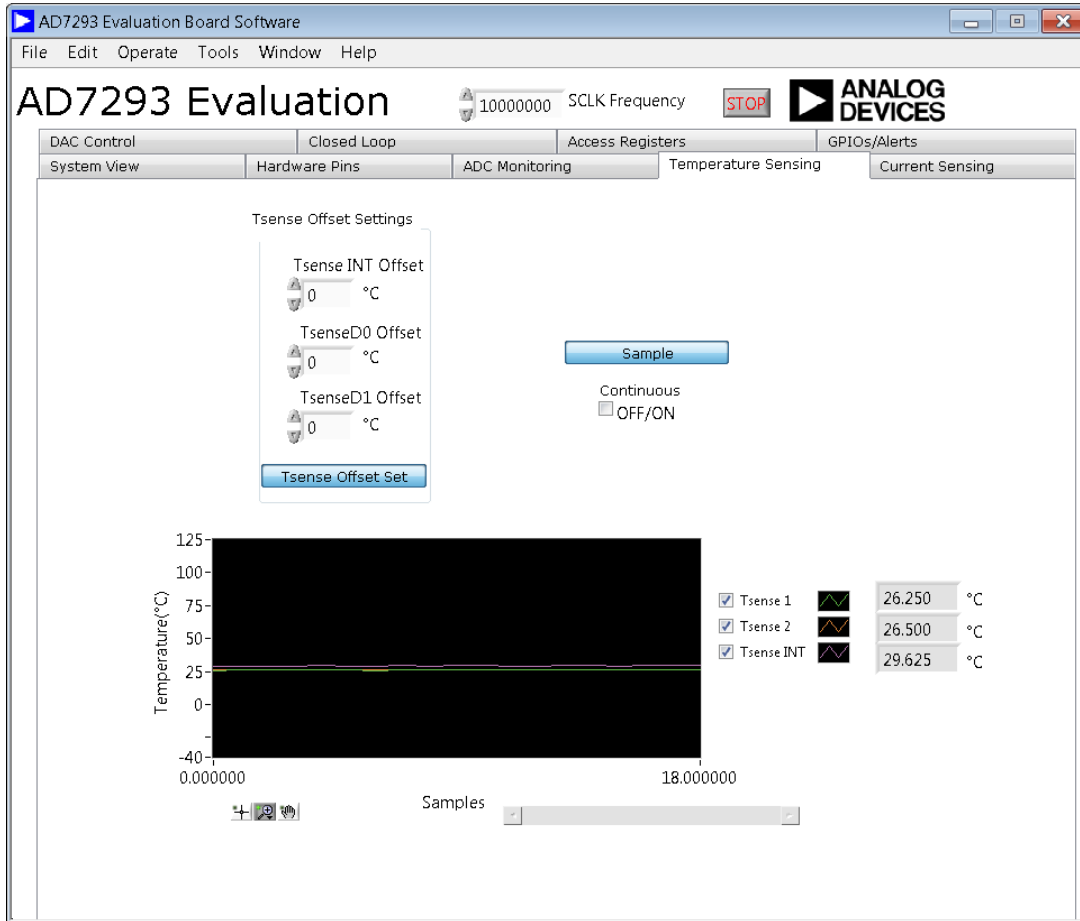 AD7293 Evaluation Board Software
File Edit Operate Tools Window Help
AD7293 Evaluation
10000000 SCLK Frequency
STOP
ANALOG
DEVICES
DAC Control Closed Loop Access Registers GPIOs/Alerts
System View Hardware Pins ADC Monitoring Temperature Sensing Current Sensing
Tsense Offset Settings
Tsense INT Offset
0 °C
TsenseD0 Offset
0 °C
TsenseD1 Offset
0 °C
Tsense Offset Set
Sample
Continuous
OFF/ON
Temperature(°C)
125
100
75
50
25
0
-40
0.000000 18.000000
Samples
Tsense 1 26.250 °C
Tsense 2 26.500 °C
Tsense INT 29.625 °C